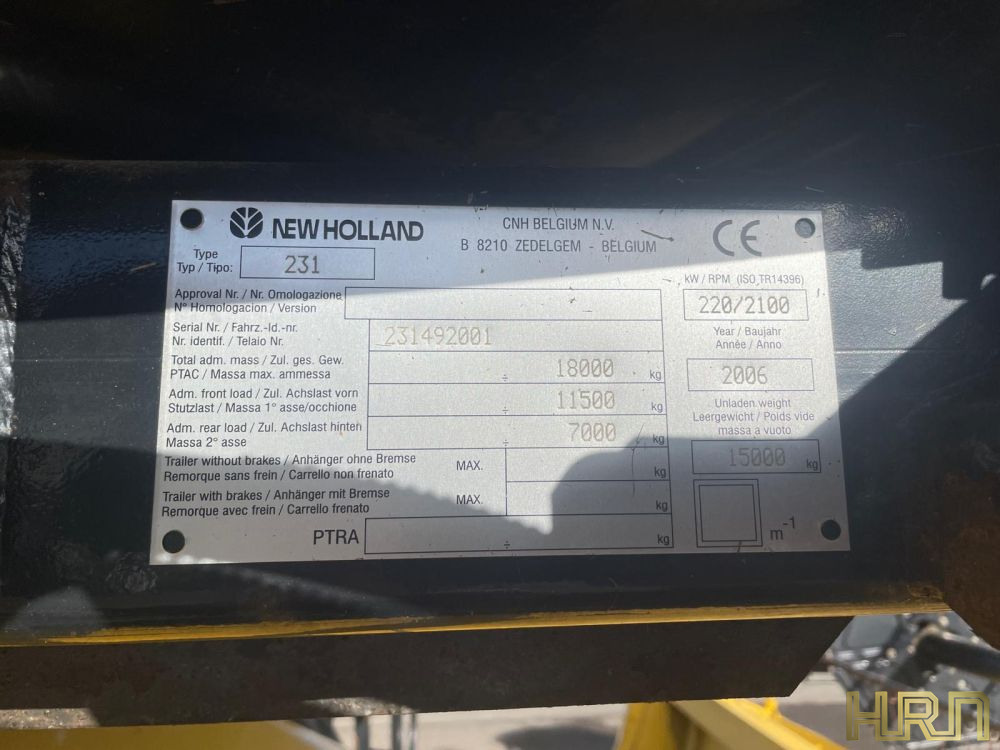 NEW HOLLAND
CNH BELGIUM N.V.
B 8210 ZEDELGEM - BELGIUM
CE
Type
Typ / Tipo:
231
kW / RPM (ISO TR14396)
220/2100
Approval Nr. / Nr. Omologazione
N° Homologacion / Version
Serial Nr. / Fahrz.-Id.-nr.
Nr. identif. / Telaio Nr.
231492001
Year / Baujahr
Année / Anno
2006
Total adm. mass / Zul. ges. Gew.
PTAC / Massa max. ammessa
÷ 18000 kg
Adm. front load / Zul. Achslast vorn
Stutzlast / Massa 1° asse/occhione
÷ 11500 kg
Unladen weight
Leergewicht / Poids vide
massa a vuoto
15000 kg
Adm. rear load / Zul. Achslast hinten
Massa 2° asse
÷ 7000 kg
Trailer without brakes / Anhänger ohne Bremse
Remorque sans frein / Carrello non frenato
MAX. kg
Trailer with brakes / Anhänger mit Bremse
Remorque avec frein / Carrello frenato
MAX. kg
PTRA ÷ kg
m-1
HRN